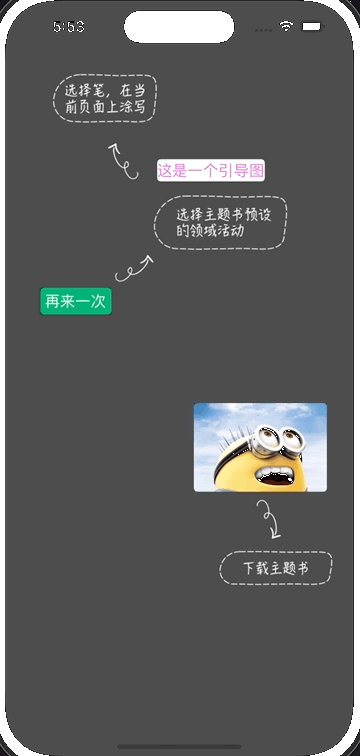 5:53
选择笔，在当
前页面上涂写
这是一个引导图
选择主题书预设
的领域活动
再来一次
下载主题书